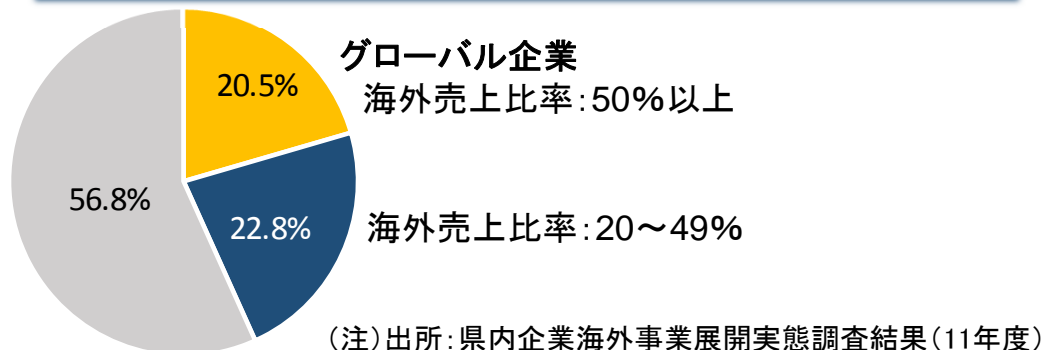 グローバル企業
20.5%
海外売上比率：50%以上
56.8%
22.8%
海外売上比率：20～49%
（注）出所：県内企業海外事業展開実態調査結果（11年度）